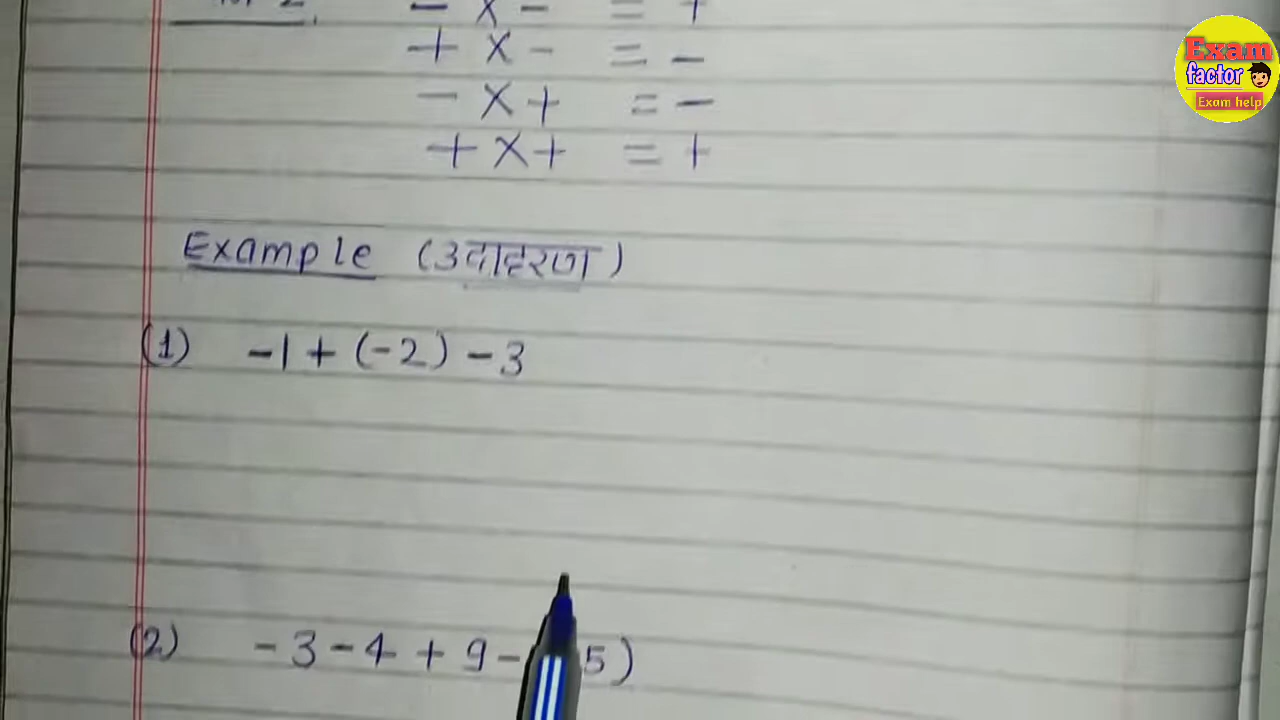 - × - = +
+ × - = -
- × + = -
+ × + = +
Example (उदाहरण)
(1) -1 + (-2) - 3
(2) - 3 - 4 + 9 - 5)
Exam
factor
Exam help